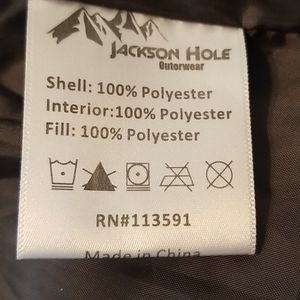 JACKSON HOLE
Outerwear
Shell: 100% Polyester
Interior:100% Polyester
Fill: 100% Polyester
RN#113591
Made in China